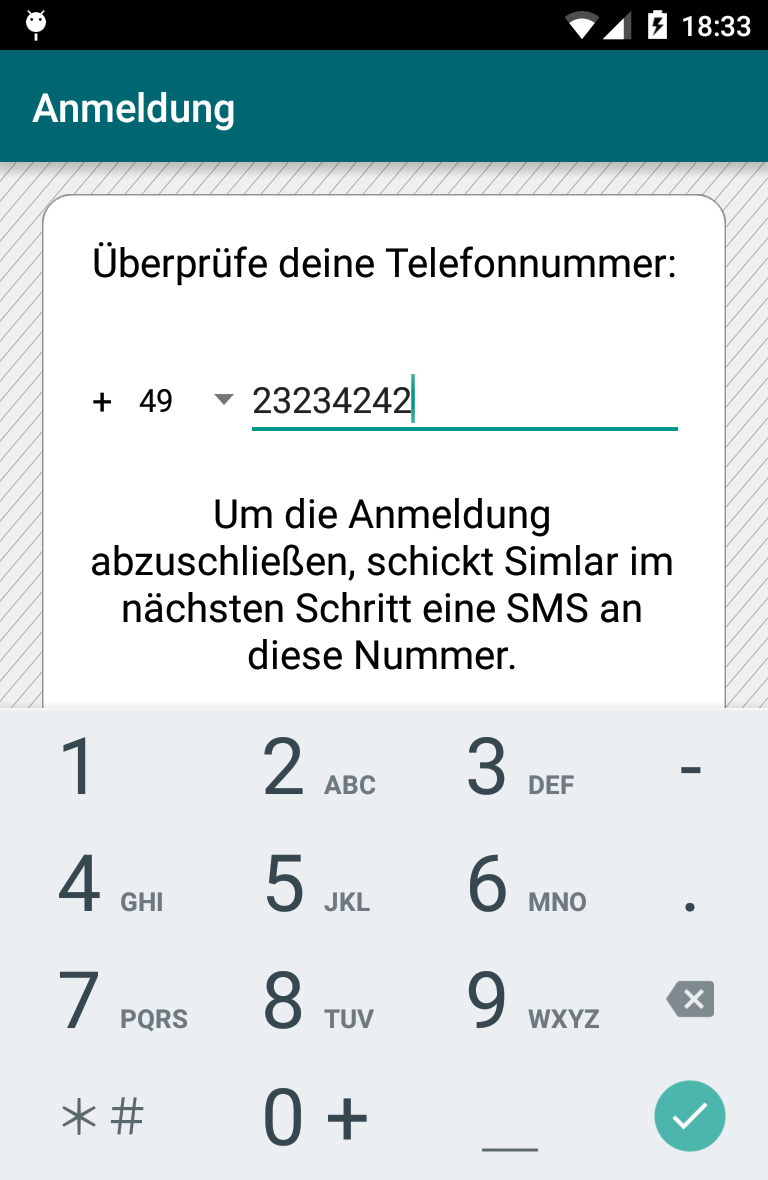 18:33
Anmeldung
Überprüfe deine Telefonnummer:
+ 49 23234242
Um die Anmeldung
abzuschließen, schickt Simlar im
nächsten Schritt eine SMS an
diese Nummer.
1 2 ABC 3 DEF -
4 GHI 5 JKL 6 MNO .
7 PQRS 8 TUV 9 WXYZ
*# 0 + _